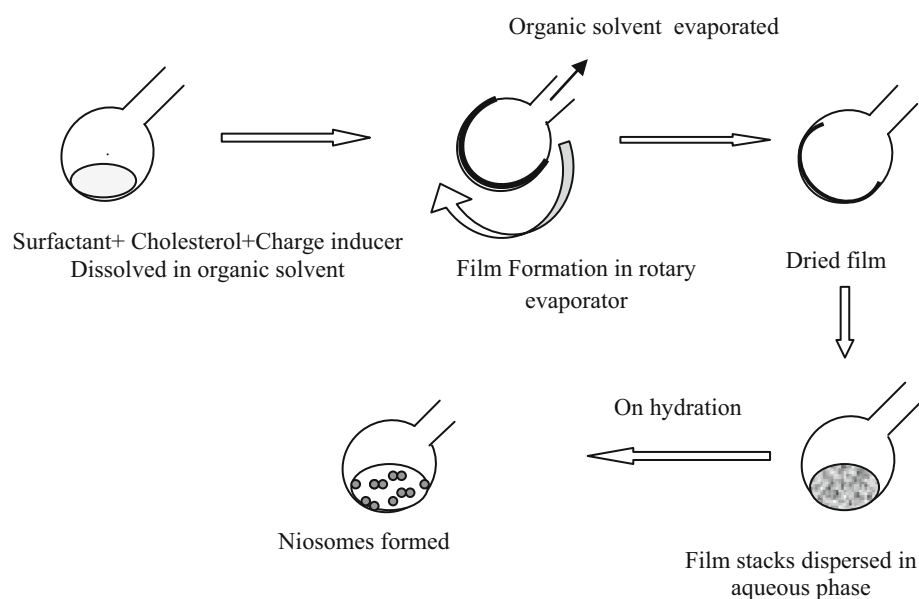 Organic solvent evaporated
Surfactant+ Cholesterol+Charge inducer
Dissolved in organic solvent
Film Formation in rotary
evaporator
Dried film
On hydration
Niosomes formed
Film stacks dispersed in
aqueous phase